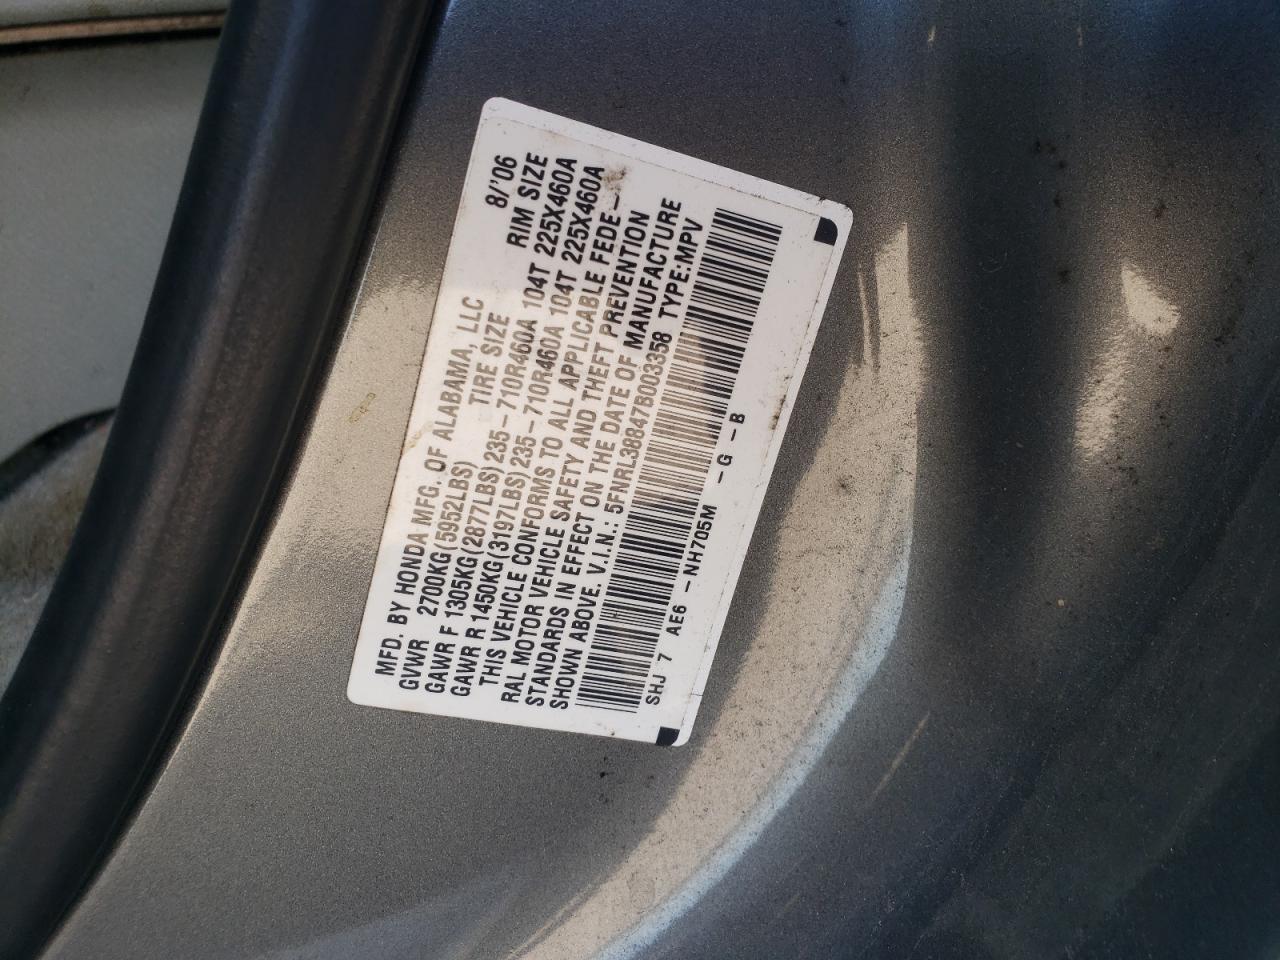 MFD. BY HONDA MFG. OF ALABAMA, LLC 8/'06
GVWR 2700KG(5952LBS) TIRE SIZE RIM SIZE
GAWR F 1305KG(2877LBS) 235-710R460A 104T 225X460A
GAWR R 1450KG(3197LBS) 235-710R460A 104T 225X460A
THIS VEHICLE CONFORMS TO ALL APPLICABLE FEDE-
RAL MOTOR VEHICLE SAFETY AND THEFT PREVENTION
STANDARDS IN EFFECT ON THE DATE OF MANUFACTURE
SHOWN ABOVE. V.I.N.: 5FNRL38847B003358 TYPE:MPV
SHJ 7 AE6 -NH705M -G -B